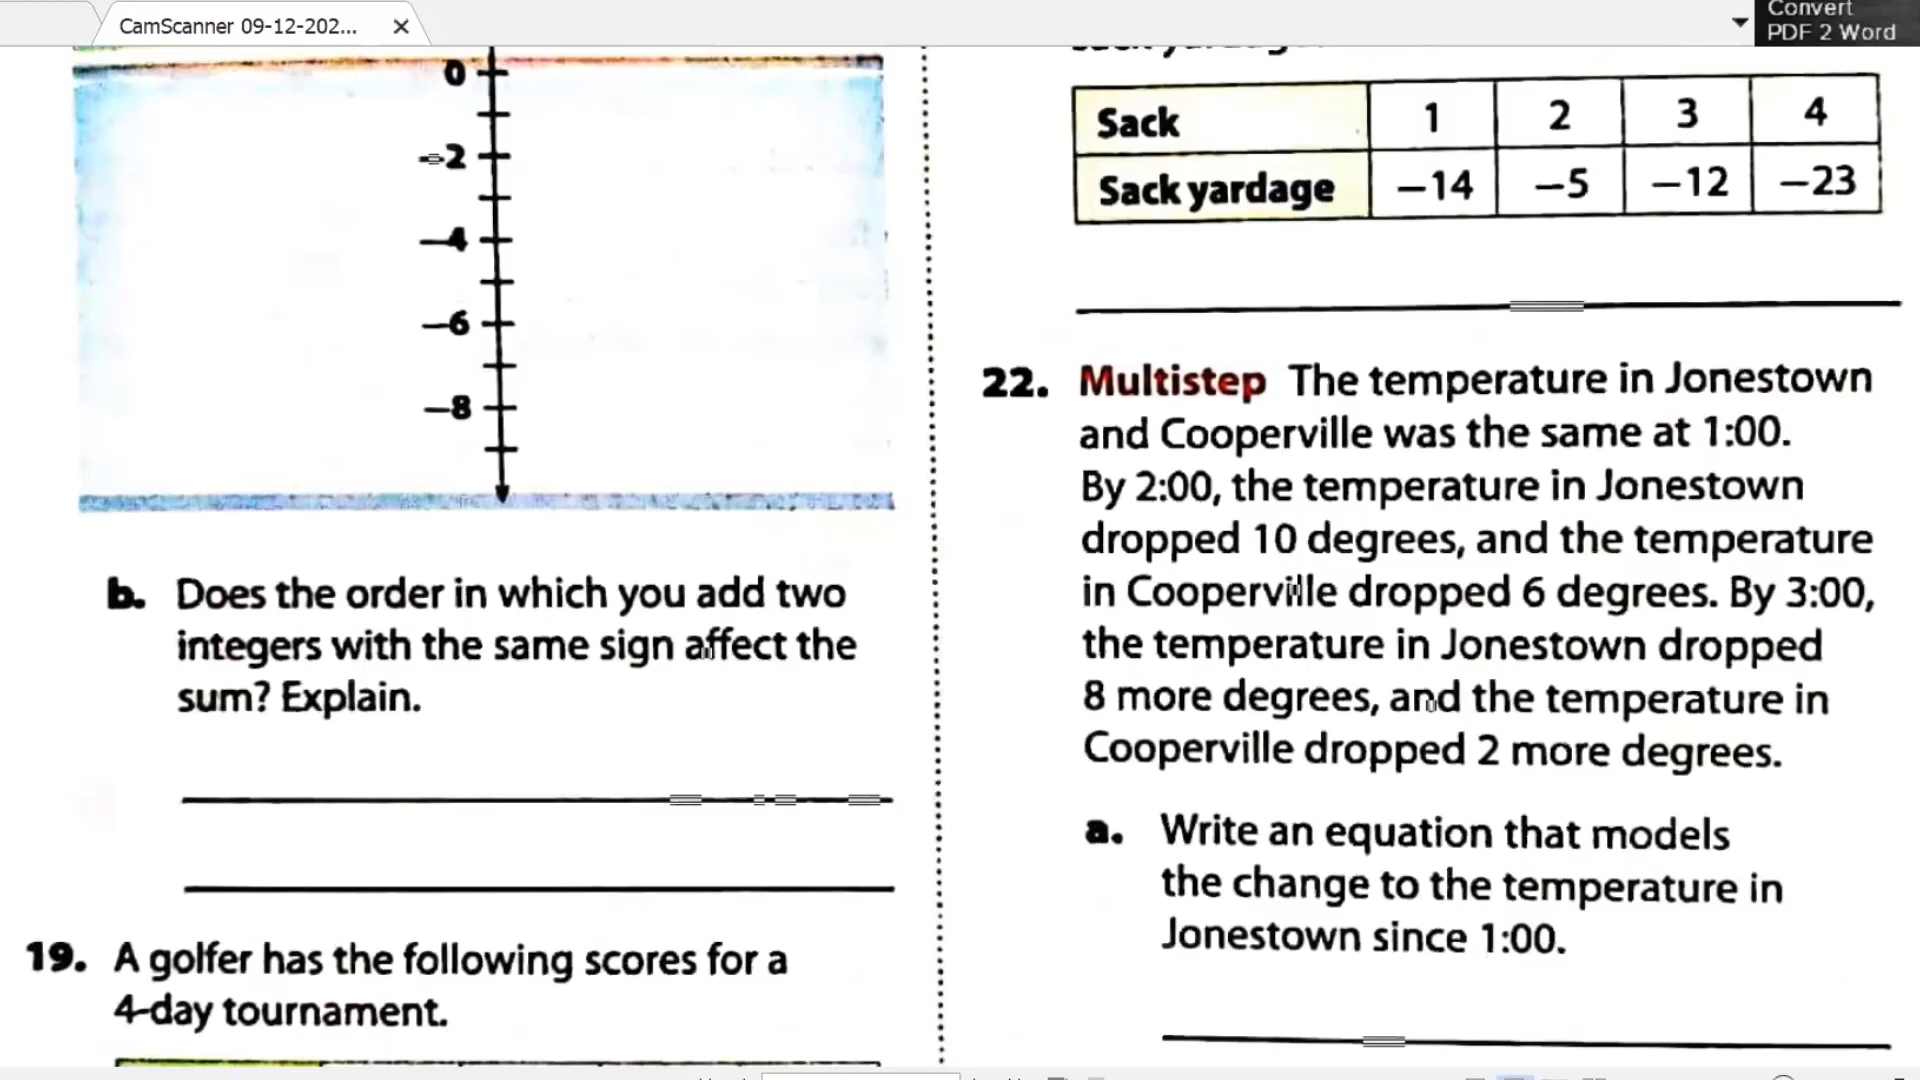 CamScanner 09-12-202...
Convert
PDF 2 Word
0
-2
-4
-6
-8
b. Does the order in which you add two
integers with the same sign affect the
sum? Explain.
19. A golfer has the following scores for a
4-day tournament.
Sack 1 2 3 4
Sack yardage -14 -5 -12 -23
22. Multistep The temperature in Jonestown
and Cooperville was the same at 1:00.
By 2:00, the temperature in Jonestown
dropped 10 degrees, and the temperature
in Cooperville dropped 6 degrees. By 3:00,
the temperature in Jonestown dropped
8 more degrees, and the temperature in
Cooperville dropped 2 more degrees.
a. Write an equation that models
the change to the temperature in
Jonestown since 1:00.